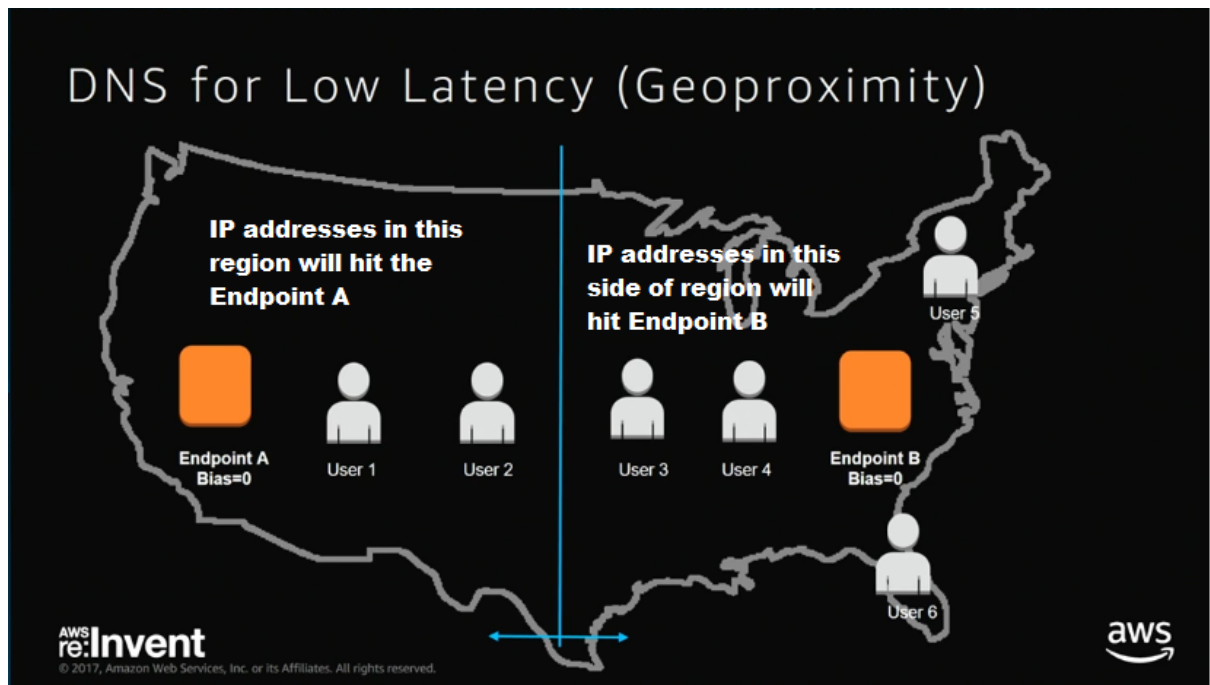 DNS for Low Latency (Geoproximity)
IP addresses in this
region will hit the
Endpoint A
IP addresses in this
side of region will
hit Endpoint B
User 5
Endpoint A
Bias=0
User 1
User 2
User 3
User 4
Endpoint B
Bias=0
User 6
AWS
re:Invent
© 2017, Amazon Web Services, Inc. or its Affiliates. All rights reserved.
aws